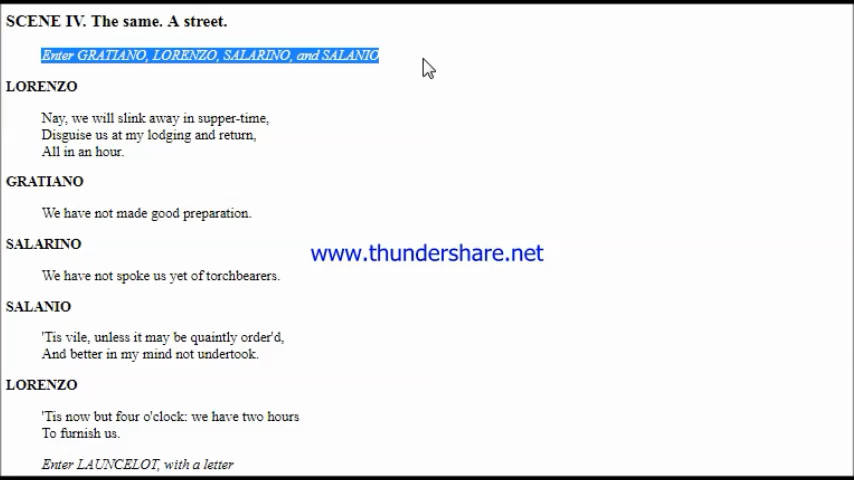 SCENE IV. The same. A street.
Enter GRATIANO, LORENZO, SALARINO, and SALANIO
LORENZO
Nay, we will slink away in supper-time,
Disguise us at my lodging and return,
All in an hour.
GRATIANO
We have not made good preparation.
SALARINO
www.thundershare.net
We have not spoke us yet of torchbearers.
SALANIO
'Tis vile, unless it may be quaintly order'd,
And better in my mind not undertook.
LORENZO
'Tis now but four o'clock: we have two hours
To furnish us.
Enter LAUNCELOT, with a letter